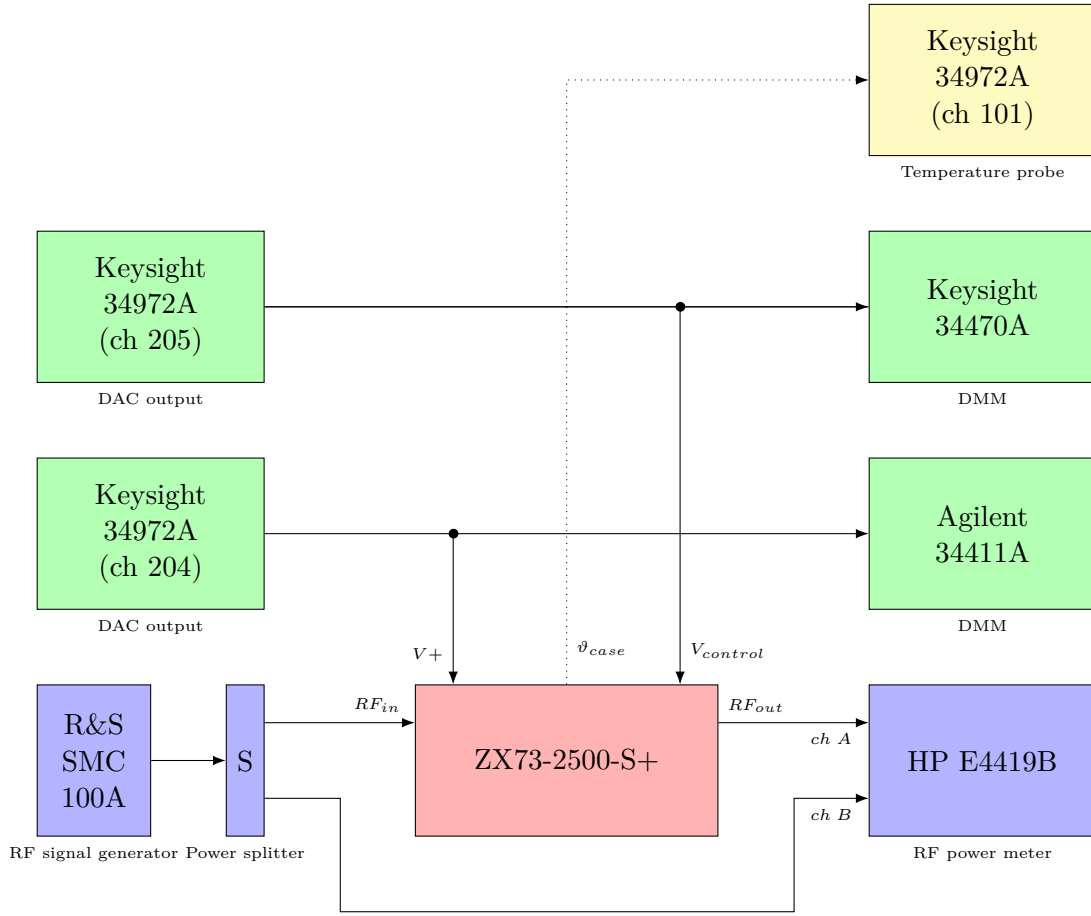 Keysight
34972A
(ch 101)
Temperature probe
Keysight
34972A
(ch 205)
DAC output
Keysight
34470A
DMM
Keysight
34972A
(ch 204)
DAC output
Agilent
34411A
DMM
V+
ϑcase
Vcontrol
R&S
SMC
100A
RF signal generator
S
Power splitter
RFin
ZX73-2500-S+
RFout
ch A
ch B
HP E4419B
RF power meter